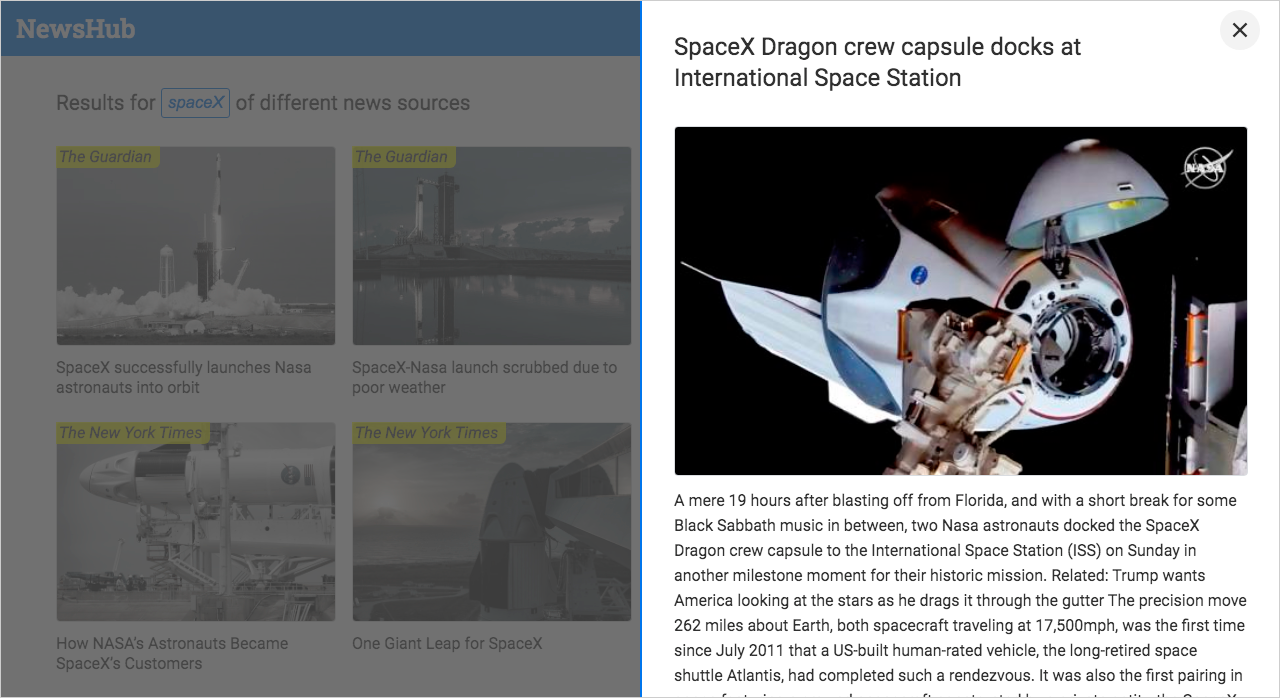 NewsHub
Results for spaceX of different news sources
The Guardian
The Guardian
SpaceX successfully launches Nasa
astronauts into orbit
SpaceX-Nasa launch scrubbed due to
poor weather
The New York Times
The New York Times
How NASA's Astronauts Became
SpaceX's Customers
One Giant Leap for SpaceX
SpaceX Dragon crew capsule docks at
International Space Station
NASA
A mere 19 hours after blasting off from Florida, and with a short break for some
Black Sabbath music in between, two Nasa astronauts docked the SpaceX
Dragon crew capsule to the International Space Station (ISS) on Sunday in
another milestone moment for their historic mission. Related: Trump wants
America looking at the stars as he drags it through the gutter The precision move
262 miles about Earth, both spacecraft traveling at 17,500mph, was the first time
since July 2011 that a US-built human-rated vehicle, the long-retired space
shuttle Atlantis, had completed such a rendezvous. It was also the first pairing in